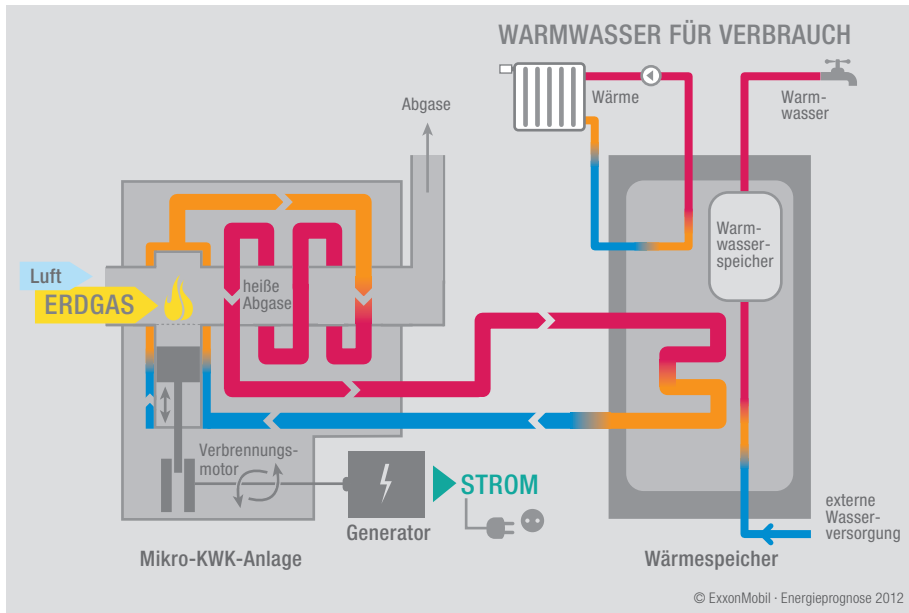 WARMWASSER FÜR VERBRAUCH
Abgase
Wärme
Warm-
wasser
Luft
ERDGAS
heiße
Abgase
Warm-
wasser-
speicher
Verbrennungs-
motor
STROM
Generator
externe
Wasser-
versorgung
Mikro-KWK-Anlage
Wärmespeicher
© ExxonMobil · Energieprognose 2012